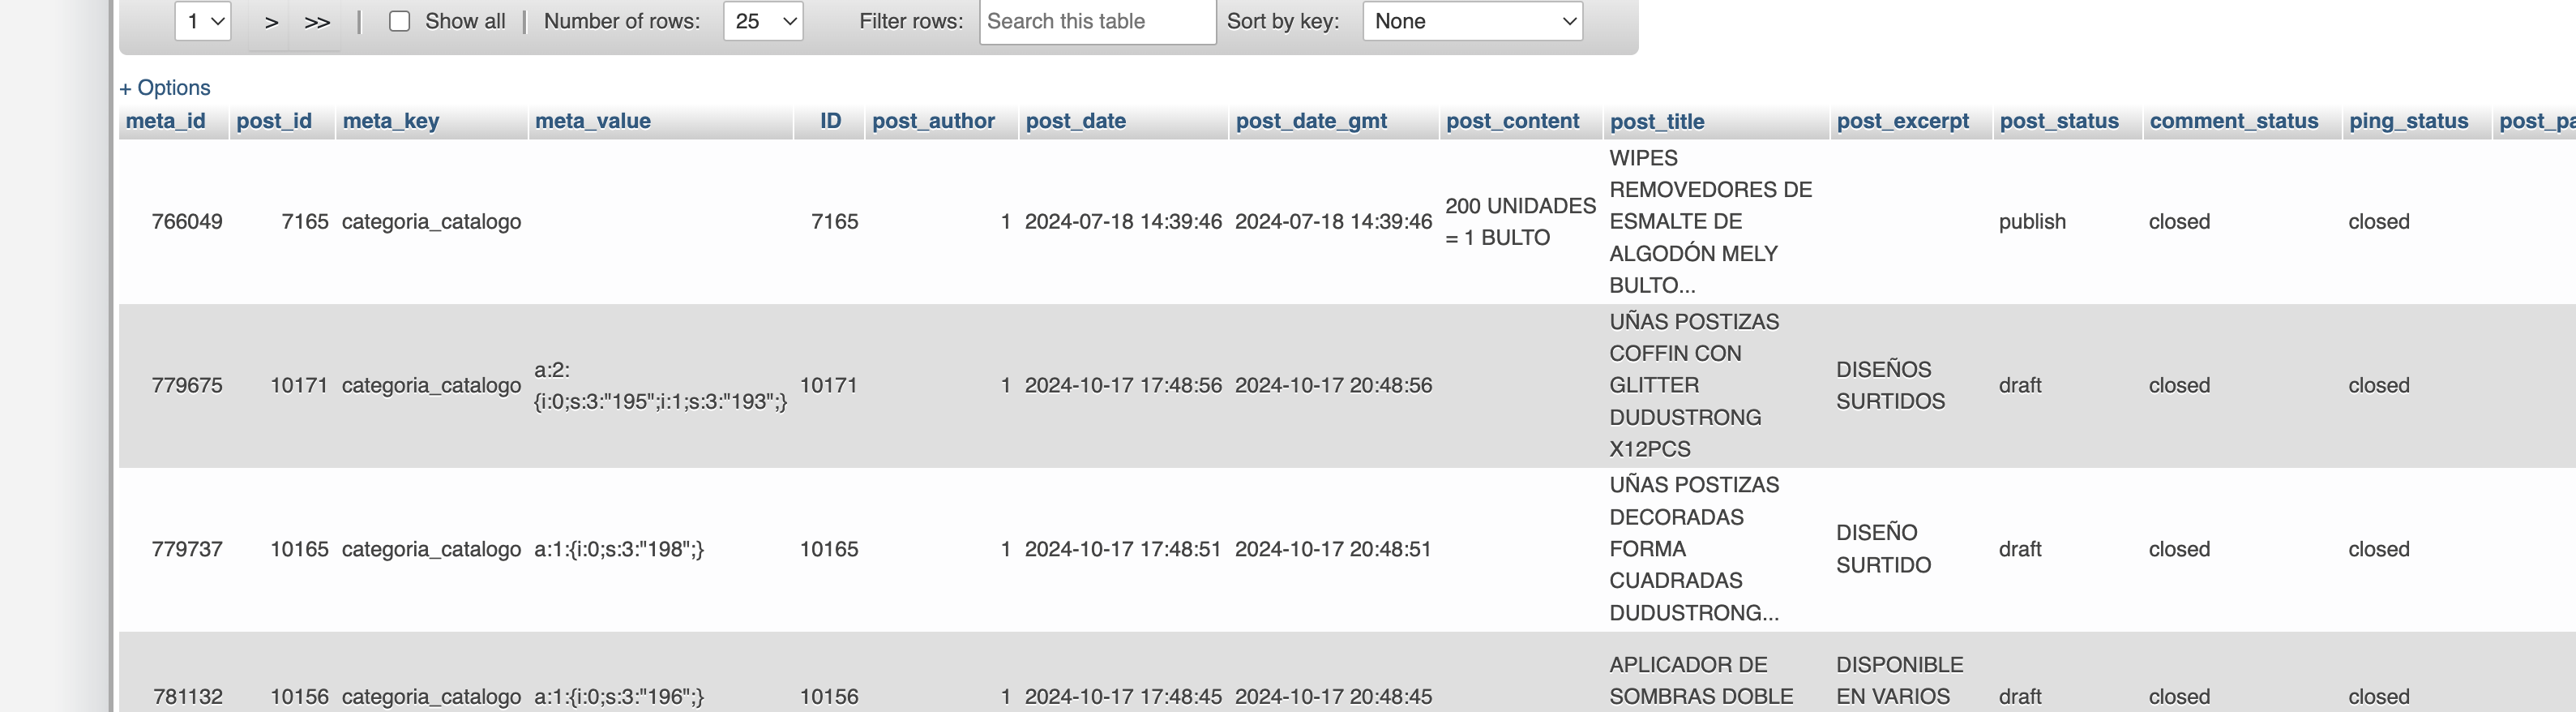 1 > >> | Show all | Number of rows: 25 Filter rows: Search this table Sort by key: None
+ Options
meta_id post_id meta_key meta_value ID post_author post_date post_date_gmt post_content post_title post_excerpt post_status comment_status ping_status post_pa
766049 7165 categoria_catalogo 7165 1 2024-07-18 14:39:46 2024-07-18 14:39:46
200 UNIDADES
= 1 BULTO
WIPES
REMOVEDORES DE
ESMALTE DE
ALGODÓN MELY
BULTO...
publish closed closed
779675 10171 categoria_catalogo
a:2:
{i:0;s:3:"195";i:1;s:3:"193";}
10171 1 2024-10-17 17:48:56 2024-10-17 20:48:56
UÑAS POSTIZAS
COFFIN CON
GLITTER
DUDUSTRONG
X12PCS
DISEÑOS
SURTIDOS
draft closed closed
779737 10165 categoria_catalogo a:1:{i:0;s:3:"198";} 10165 1 2024-10-17 17:48:51 2024-10-17 20:48:51
UÑAS POSTIZAS
DECORADAS
FORMA
CUADRADAS
DUDUSTRONG...
DISEÑO
SURTIDO
draft closed closed
781132 10156 categoria_catalogo a:1:{i:0;s:3:"196";} 10156 1 2024-10-17 17:48:45 2024-10-17 20:48:45
APLICADOR DE
SOMBRAS DOBLE
DISPONIBLE
EN VARIOS
draft closed closed